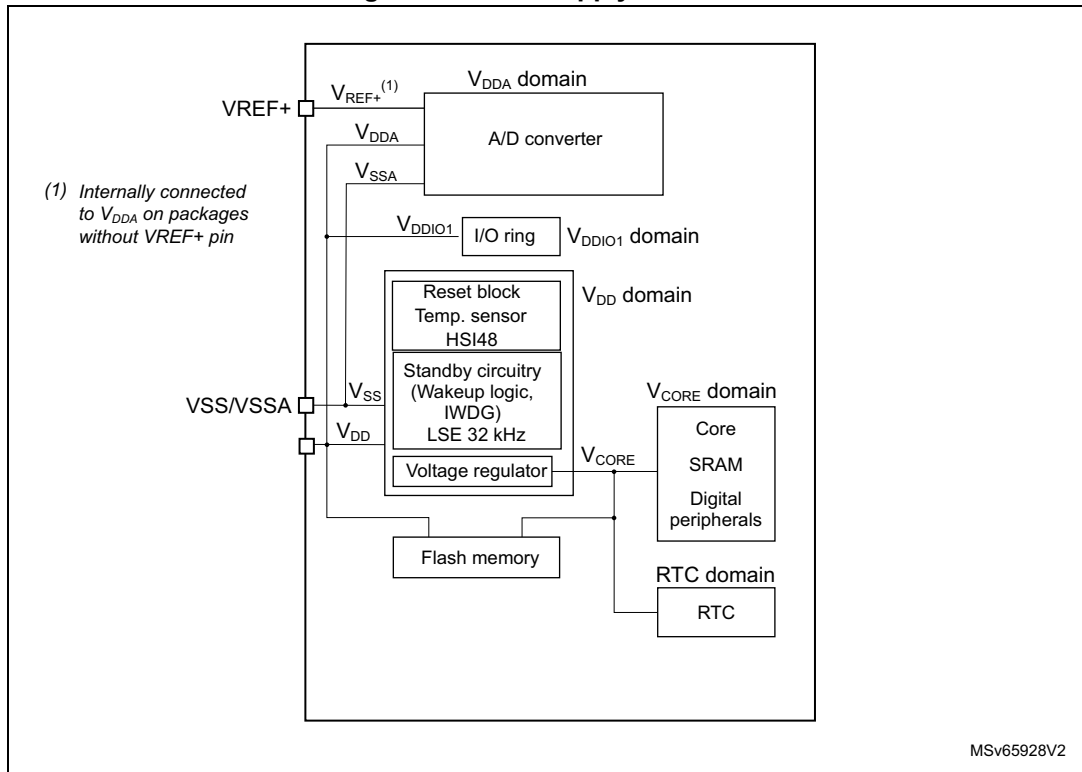 VREF+
VREF+(1)
VDDA domain
VDDA
A/D converter
VSSA
(1) Internally connected
to VDDA on packages
without VREF+ pin
VDDIO1
I/O ring
VDDIO1 domain
Reset block
Temp. sensor
HSI48
VDD domain
Standby circuitry
(Wakeup logic,
IWDG)
LSE 32 kHz
VSS/VSSA
VSS
VDD
Voltage regulator
VCORE
VCORE domain
Core
SRAM
Digital
peripherals
Flash memory
RTC domain
RTC
MSv65928V2